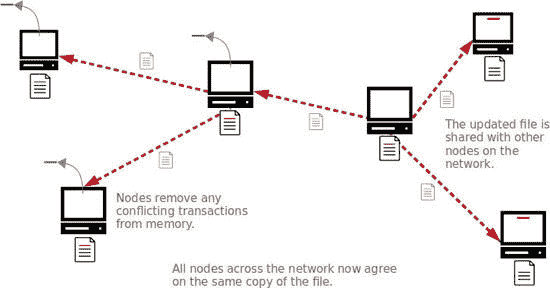 The updated file is
shared with other
nodes on the
network.
Nodes remove any
conflicting transactions
from memory.
All nodes across the network now agree
on the same copy of the file.